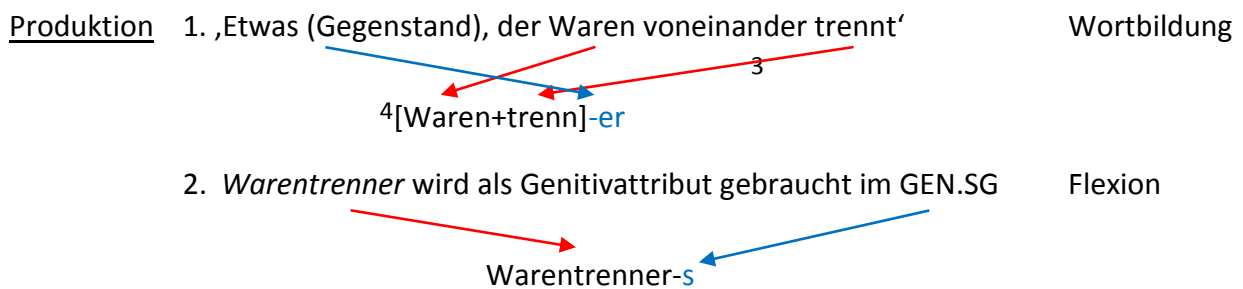 Produktion 1. ‚Etwas (Gegenstand), der Waren voneinander trennt‘ Wortbildung
3
4[Waren+trenn]-er
2. Warentrenner wird als Genitivattribut gebraucht im GEN.SG Flexion
Warentrenner-s